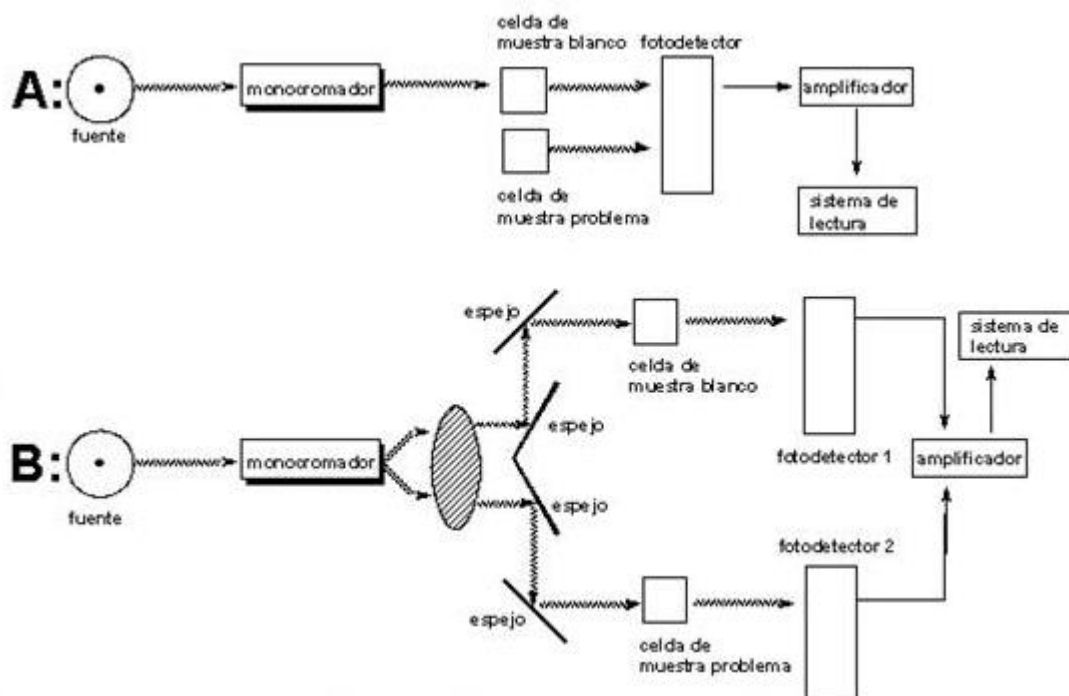 A:
fuente
monocromador
celda de
muestra blanco
fotodetector
celda de
muestra problema
amplificador
sistema de
lectura
B:
fuente
monocromador
espejo
espejo
espejo
espejo
celda de
muestra blanco
celda de
muestra problema
fotodetector 1
fotodetector 2
amplificador
sistema de
lectura